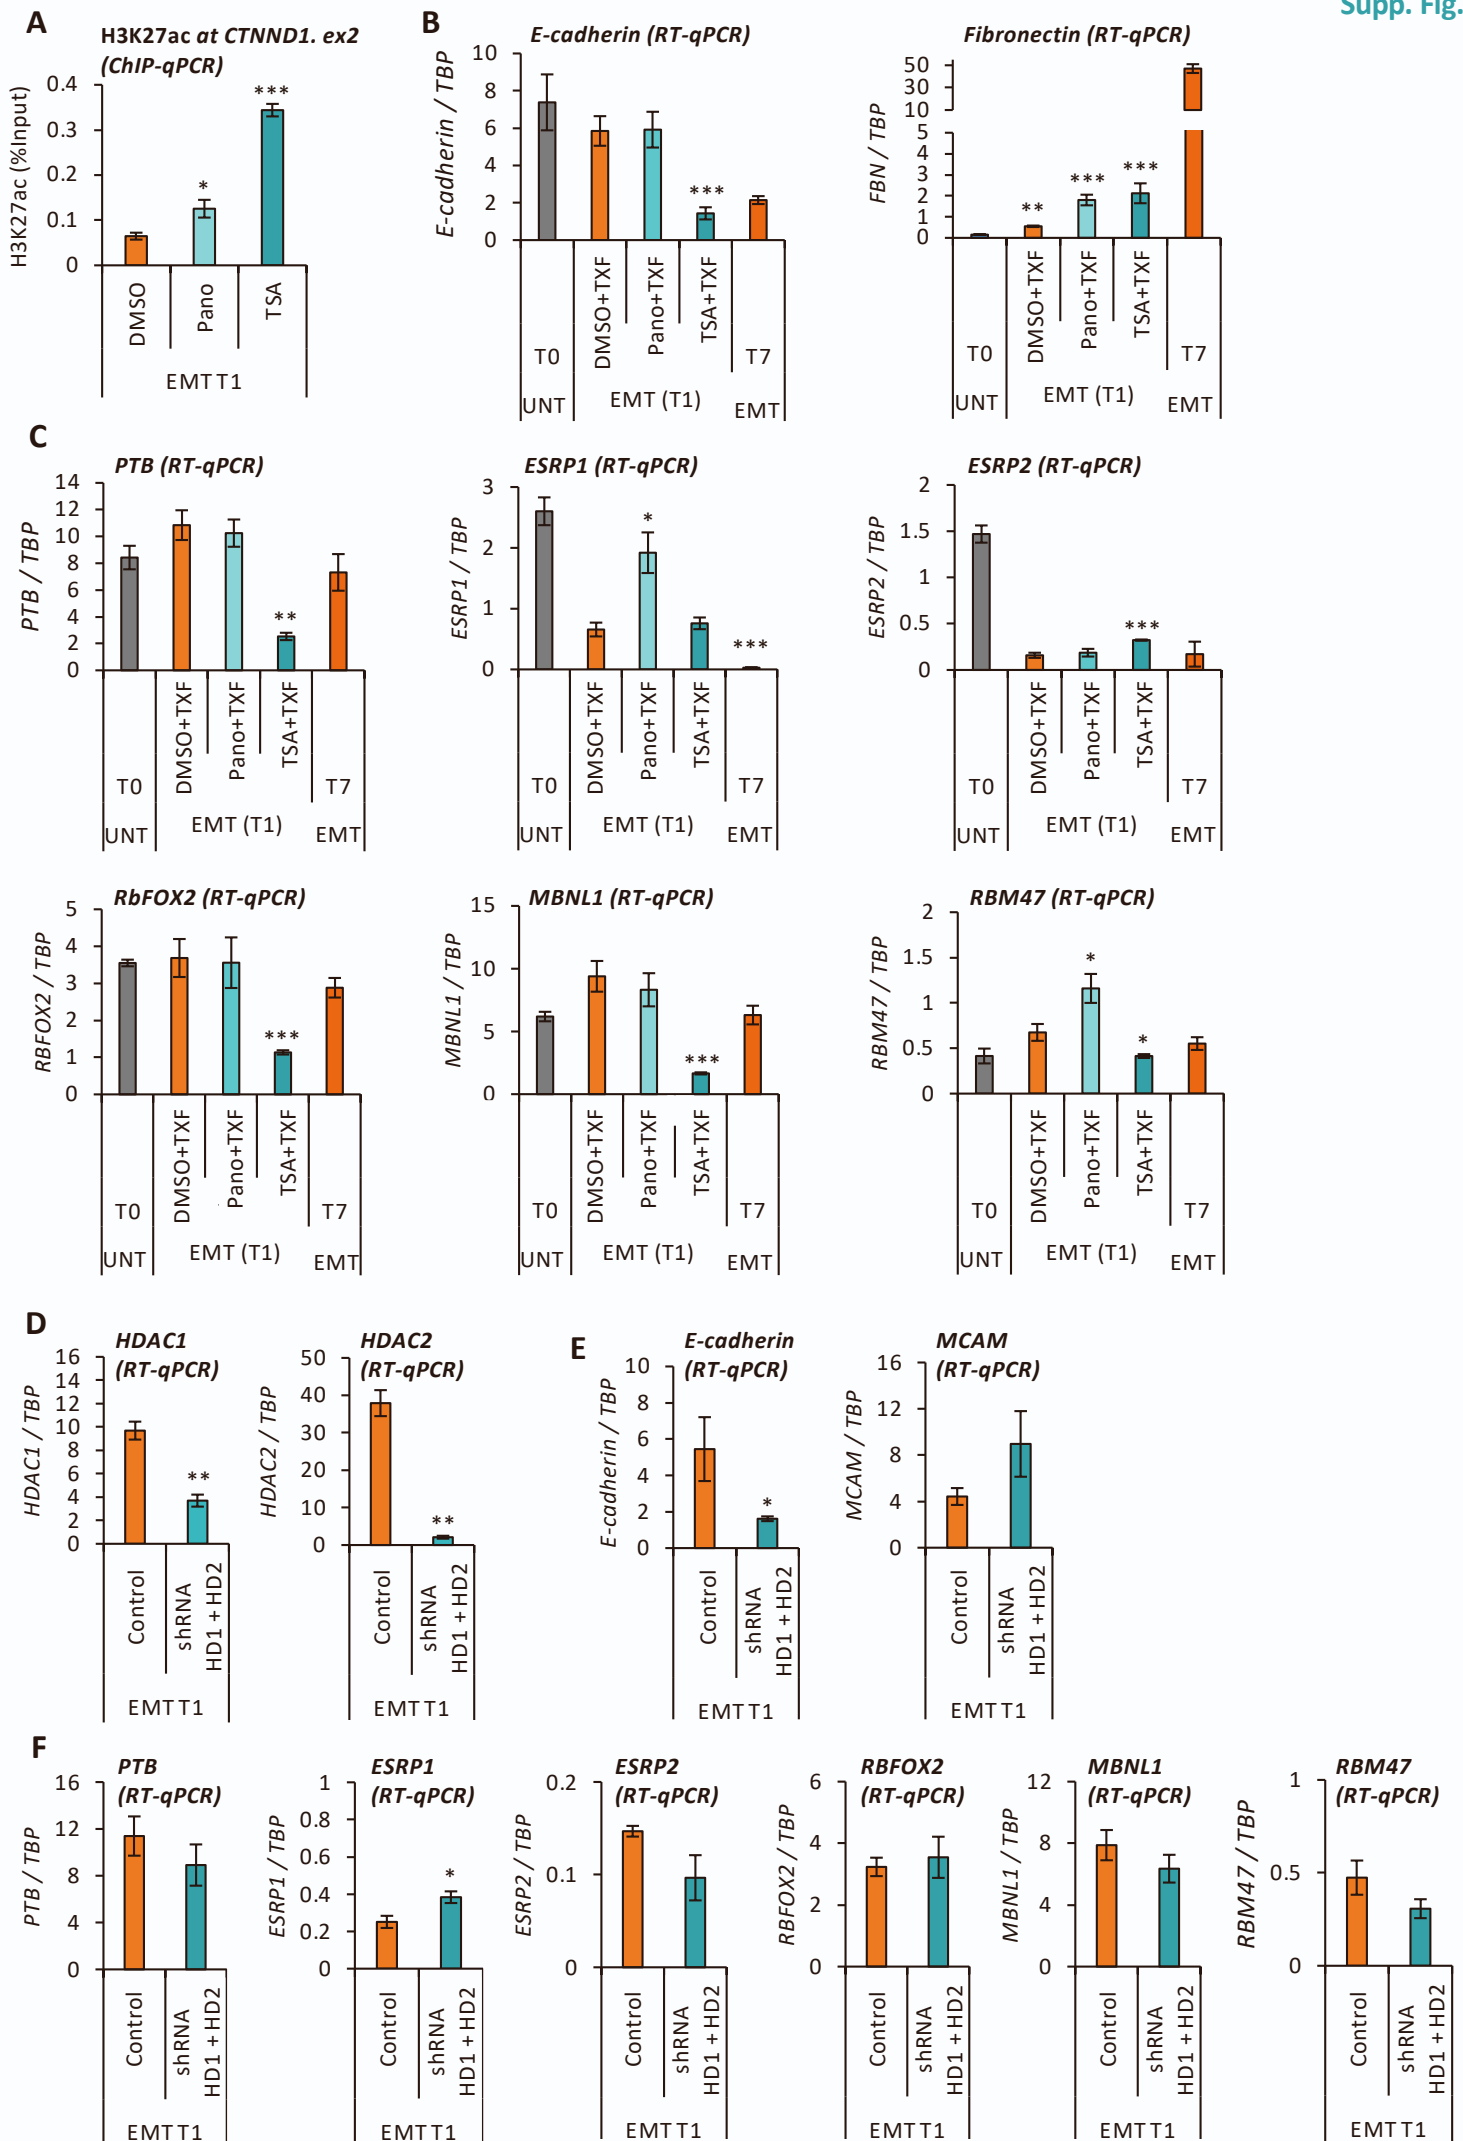 Supp. Fig.
A
H3K27ac at CTNND1. ex2
(ChIP-qPCR)
H3K27ac (%Input)
0.4
0.3
0.2
0.1
0
***
*
DMSO
Pano
TSA
EMT T1
B
E-cadherin (RT-qPCR)
E-cadherin / TBP
10
8
6
4
2
0
***
T0
DMSO+TXF
Pano+TXF
TSA+TXF
T7
UNT
EMT (T1)
EMT
Fibronectin (RT-qPCR)
FBN / TBP
50
30
10
5
4
3
2
1
0
**
***
***
T0
DMSO+TXF
Pano+TXF
TSA+TXF
T7
UNT
EMT (T1)
EMT
C
PTB (RT-qPCR)
PTB / TBP
14
12
10
8
6
4
2
0
**
T0
DMSO+TXF
Pano+TXF
TSA+TXF
T7
UNT
EMT (T1)
EMT
ESRP1 (RT-qPCR)
ESRP1 / TBP
3
2
1
0
*
***
T0
DMSO+TXF
Pano+TXF
TSA+TXF
T7
UNT
EMT (T1)
EMT
ESRP2 (RT-qPCR)
ESRP2 / TBP
2
1.5
1
0.5
0
***
T0
DMSO+TXF
Pano+TXF
TSA+TXF
T7
UNT
EMT (T1)
EMT
RbFOX2 (RT-qPCR)
RBFOX2 / TBP
5
4
3
2
1
0
***
T0
DMSO+TXF
Pano+TXF
TSA+TXF
T7
UNT
EMT (T1)
EMT
MBNL1 (RT-qPCR)
MBNL1 / TBP
15
10
5
0
***
T0
DMSO+TXF
Pano+TXF
TSA+TXF
T7
UNT
EMT (T1)
EMT
RBM47 (RT-qPCR)
RBM47 / TBP
2
1.5
1
0.5
0
*
*
T0
DMSO+TXF
Pano+TXF
TSA+TXF
T7
UNT
EMT (T1)
EMT
D
HDAC1
(RT-qPCR)
HDAC1 / TBP
16
14
12
10
8
6
4
2
0
**
Control
shRNA
HD1 + HD2
EMT T1
HDAC2
(RT-qPCR)
HDAC2 / TBP
50
40
30
20
10
0
**
Control
shRNA
HD1 + HD2
EMT T1
E
E-cadherin
(RT-qPCR)
E-cadherin / TBP
10
8
6
4
2
0
*
Control
shRNA
HD1 + HD2
EMT T1
MCAM
(RT-qPCR)
MCAM / TBP
16
12
8
4
0
Control
shRNA
HD1 + HD2
EMT T1
F
PTB
(RT-qPCR)
PTB / TBP
16
12
8
4
0
Control
shRNA
HD1 + HD2
EMT T1
ESRP1
(RT-qPCR)
ESRP1 / TBP
1
0.8
0.6
0.4
0.2
0
*
Control
shRNA
HD1 + HD2
EMT T1
ESRP2
(RT-qPCR)
ESRP2 / TBP
0.2
0.1
0
Control
shRNA
HD1 + HD2
EMT T1
RBFOX2
(RT-qPCR)
RBFOX2 / TBP
6
4
2
0
Control
shRNA
HD1 + HD2
EMT T1
MBNL1
(RT-qPCR)
MBNL1 / TBP
12
8
4
0
Control
shRNA
HD1 + HD2
EMT T1
RBM47
(RT-qPCR)
RBM47 / TBP
1
0.5
0
Control
shRNA
HD1 + HD2
EMT T1